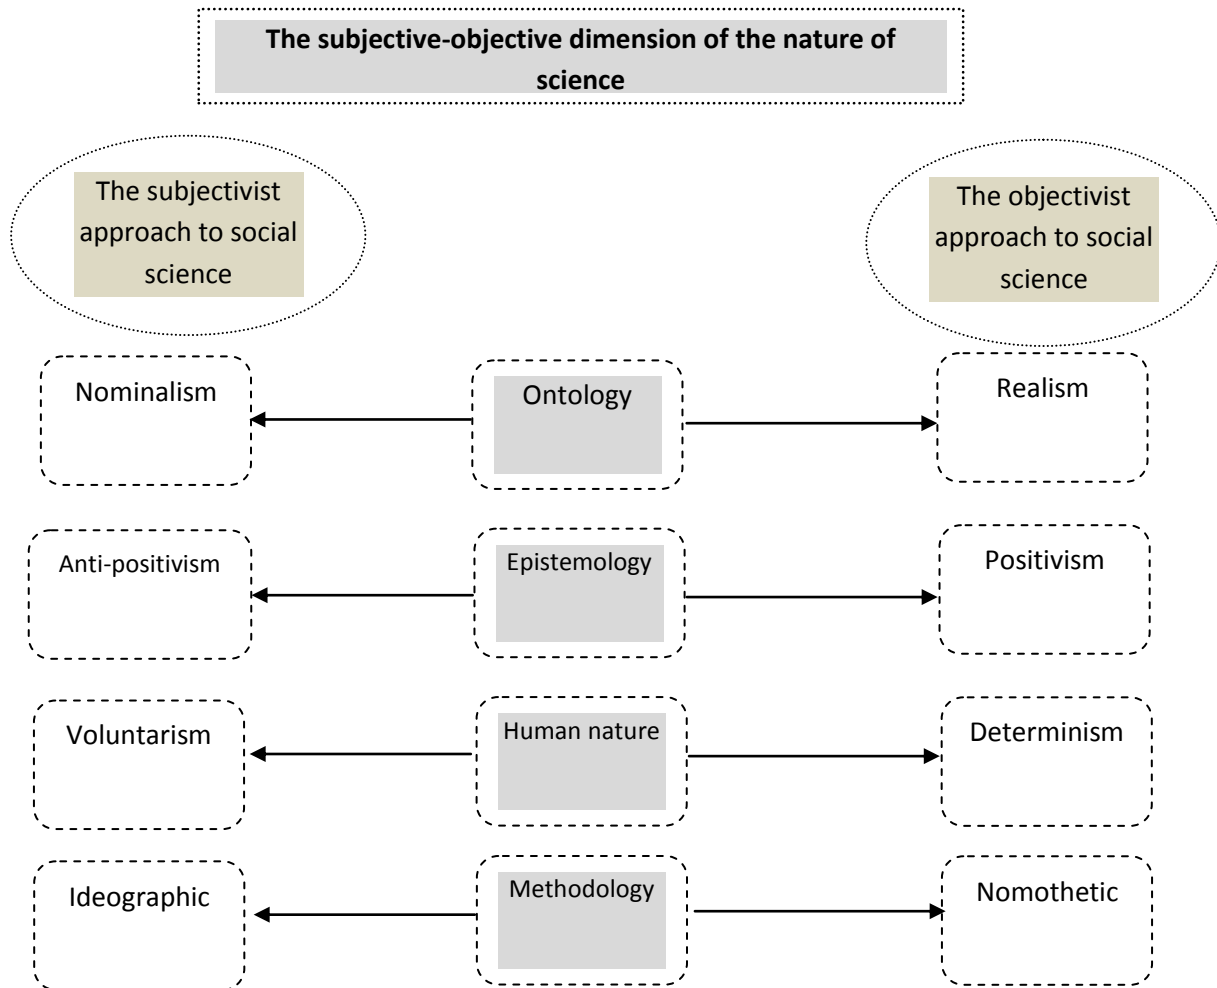 The subjective-objective dimension of the nature of
science
The subjectivist
approach to social
science
The objectivist
approach to social
science
Nominalism
Ontology
Realism
Anti-positivism
Epistemology
Positivism
Voluntarism
Human nature
Determinism
Ideographic
Methodology
Nomothetic